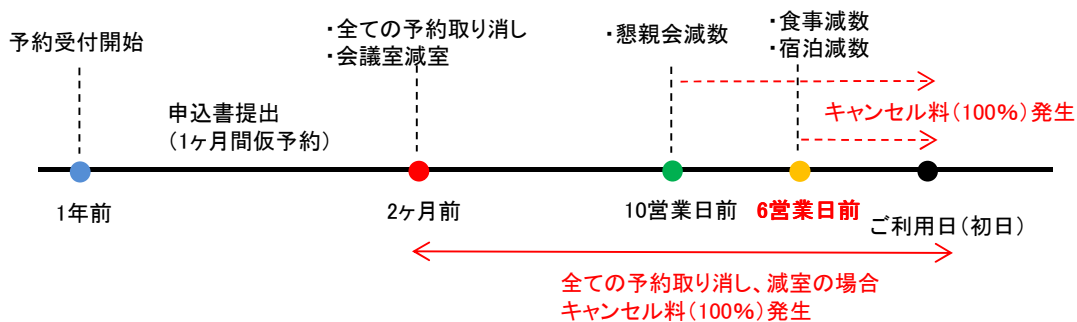 予約受付開始
・全ての予約取り消し
・会議室減室
・懇親会減数
・食事減数
・宿泊減数
申込書提出
(1ヶ月間仮予約)
キャンセル料(100%)発生
1年前
2ヶ月前
10営業日前
6営業日前
ご利用日(初日)
全ての予約取り消し、減室の場合
キャンセル料(100%)発生